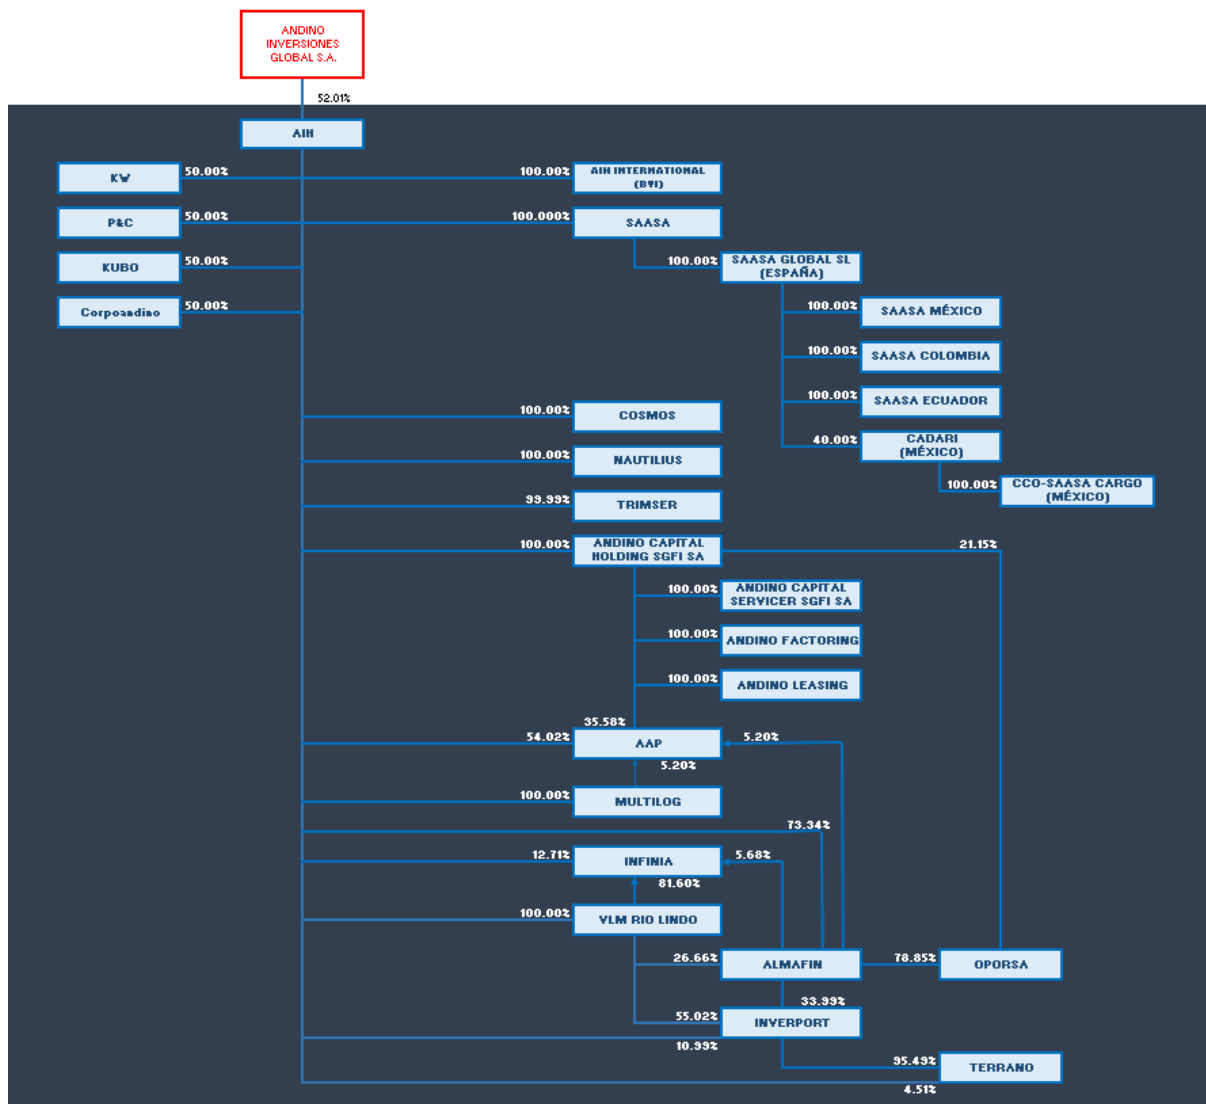 ANDINO
INVERSIONES
GLOBAL S.A.
52.01%
AIH
KW
50.00%
100.00%
AIH INTERNATIONAL
(BVI)
P&C
50.00%
100.000%
SAASA
KUBO
50.00%
100.00%
SAASA GLOBAL SL
(ESPAÑA)
Corpoandino
50.00%
100.00%
SAASA MÉXICO
100.00%
SAASA COLOMBIA
100.00%
SAASA ECUADOR
100.00%
COSMOS
40.00%
CADARI
(MÉXICO)
100.00%
NAUTILIUS
100.00%
CCO-SAASA CARGO
(MÉXICO)
99.99%
TRIMSER
100.00%
ANDINO CAPITAL
HOLDING SGFI SA
21.15%
100.00%
ANDINO CAPITAL
SERVICER SGFI SA
100.00%
ANDINO FACTORING
100.00%
ANDINO LEASING
35.58%
54.02%
AAP
5.20%
5.20%
100.00%
MULTILOG
73.34%
12.71%
INFINIA
5.68%
81.60%
100.00%
VLM RIO LINDO
26.66%
ALMAFIN
78.85%
OPORSA
33.99%
55.02%
INVERPORT
10.99%
95.49%
TERRANO
4.51%